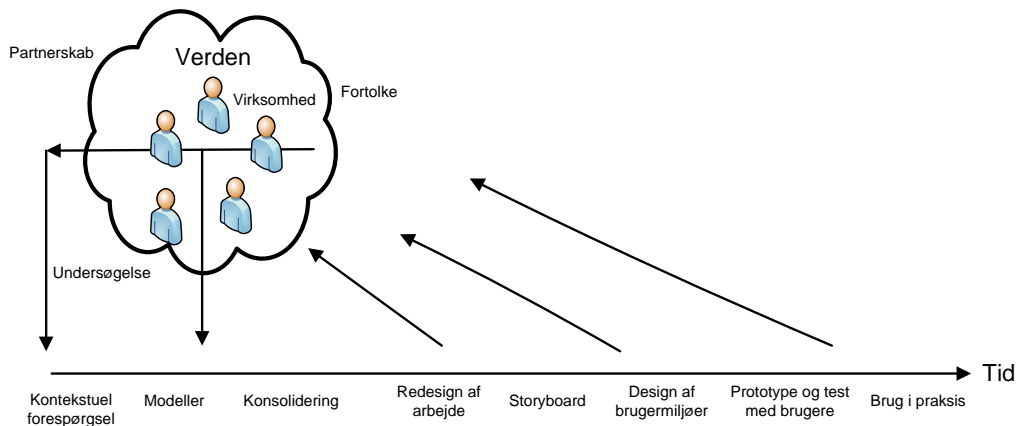 Partnerskab
Verden
Virksomhed
Fortolke
Undersøgelse
Tid
Kontekstuel
forespørgsel
Modeller
Konsolidering
Redesign af
arbejde
Storyboard
Design af
brugermiljøer
Prototype og test
med brugere
Brug i praksis